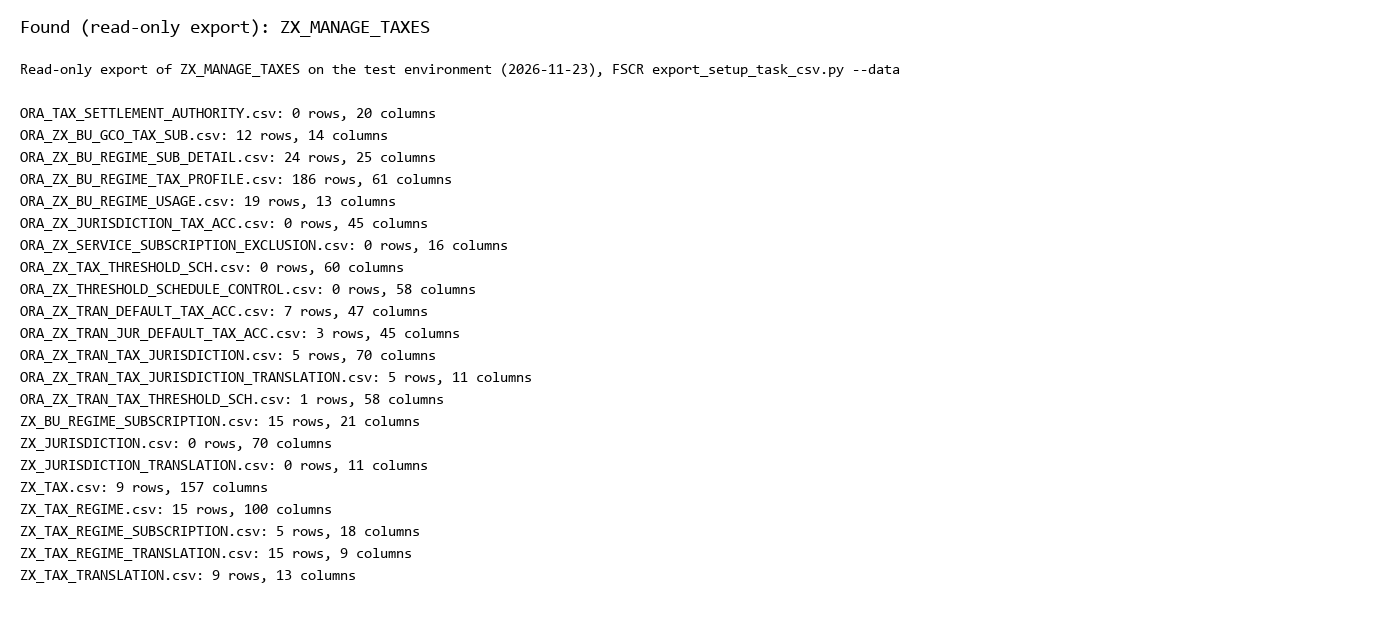 Found (read-only export): ZX_MANAGE_TAXES
Read-only export of ZX_MANAGE_TAXES on the test environment (2026-11-23), FSCR export_setup_task_csv.py --data
ORA_TAX_SETTLEMENT_AUTHORITY.csv: 0 rows, 20 columns
ORA_ZX_BU_GCO_TAX_SUB.csv: 12 rows, 14 columns
ORA_ZX_BU_REGIME_SUB_DETAIL.csv: 24 rows, 25 columns
ORA_ZX_BU_REGIME_TAX_PROFILE.csv: 186 rows, 61 columns
ORA_ZX_BU_REGIME_USAGE.csv: 19 rows, 13 columns
ORA_ZX_JURISDICTION_TAX_ACC.csv: 0 rows, 45 columns
ORA_ZX_SERVICE_SUBSCRIPTION_EXCLUSION.csv: 0 rows, 16 columns
ORA_ZX_TAX_THRESHOLD_SCH.csv: 0 rows, 60 columns
ORA_ZX_THRESHOLD_SCHEDULE_CONTROL.csv: 0 rows, 58 columns
ORA_ZX_TRAN_DEFAULT_TAX_ACC.csv: 7 rows, 47 columns
ORA_ZX_TRAN_JUR_DEFAULT_TAX_ACC.csv: 3 rows, 45 columns
ORA_ZX_TRAN_TAX_JURISDICTION.csv: 5 rows, 70 columns
ORA_ZX_TRAN_TAX_JURISDICTION_TRANSLATION.csv: 5 rows, 11 columns
ORA_ZX_TRAN_TAX_THRESHOLD_SCH.csv: 1 rows, 58 columns
ZX_BU_REGIME_SUBSCRIPTION.csv: 15 rows, 21 columns
ZX_JURISDICTION.csv: 0 rows, 70 columns
ZX_JURISDICTION_TRANSLATION.csv: 0 rows, 11 columns
ZX_TAX.csv: 9 rows, 157 columns
ZX_TAX_REGIME.csv: 15 rows, 100 columns
ZX_TAX_REGIME_SUBSCRIPTION.csv: 5 rows, 18 columns
ZX_TAX_REGIME_TRANSLATION.csv: 15 rows, 9 columns
ZX_TAX_TRANSLATION.csv: 9 rows, 13 columns